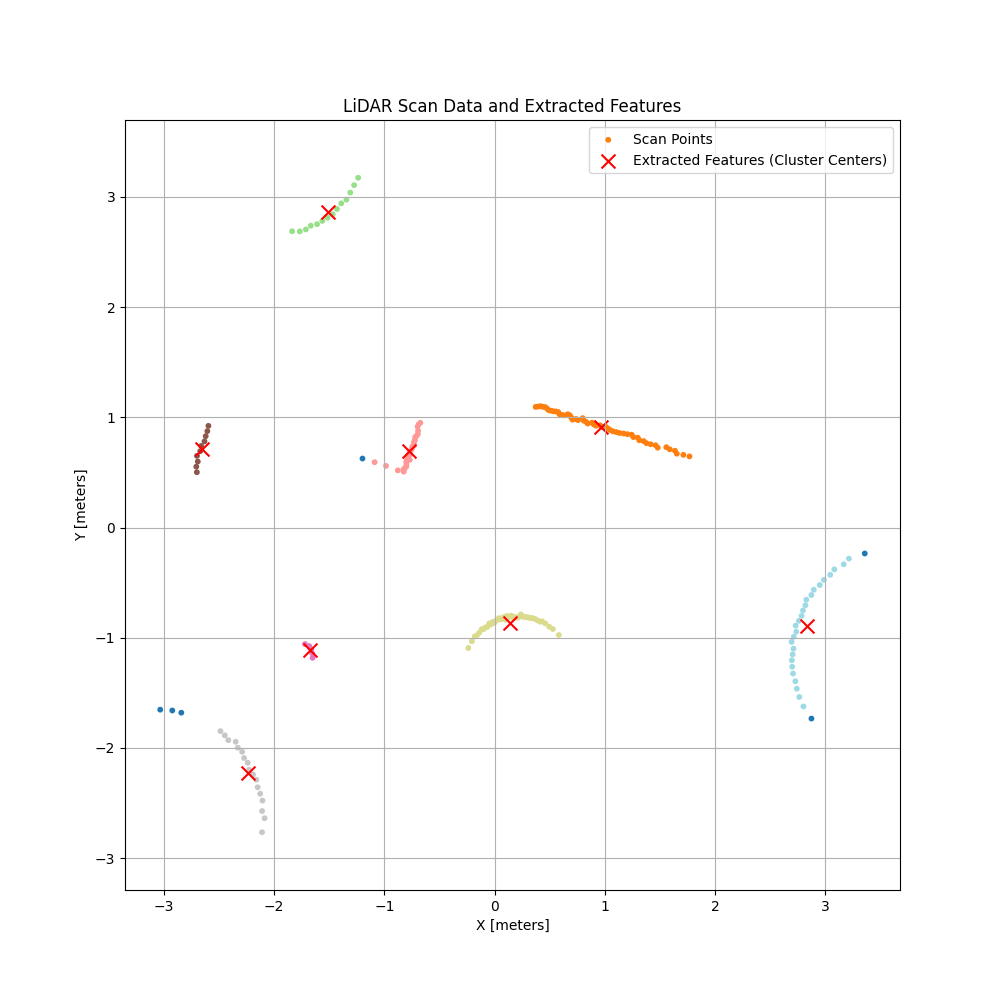 LiDAR Scan Data and Extracted Features
Scan Points
Extracted Features (Cluster Centers)
3
2
1
0
−1
−2
−3
Y [meters]
−3 −2 −1 0 1 2 3
X [meters]